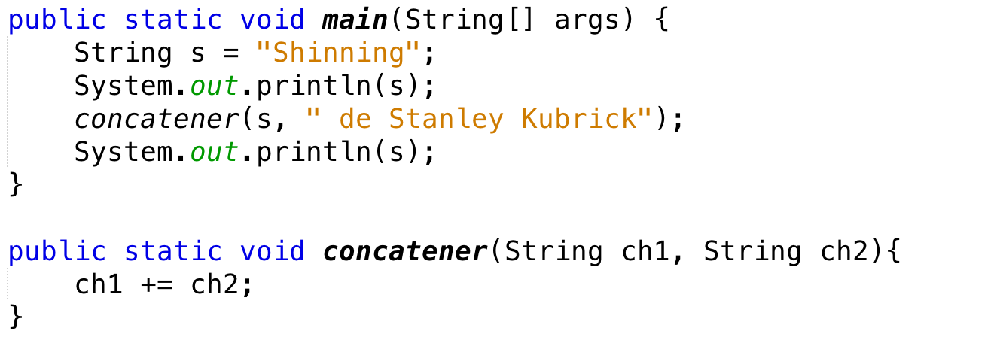 public static void main(String[] args) {
    String s = "Shinning";
    System.out.println(s);
    concatener(s, " de Stanley Kubrick");
    System.out.println(s);
}
public static void concatener(String ch1, String ch2){
    ch1 += ch2;
}